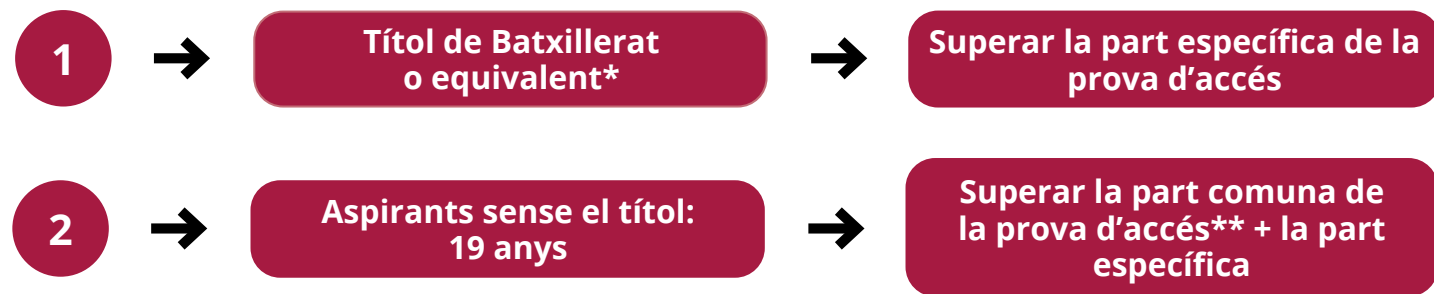 1
Títol de Batxillerat
o equivalent*
Superar la part específica de la
prova d'accés
2
Aspirants sense el títol:
19 anys
Superar la part comuna de
la prova d'accés** + la part
específica